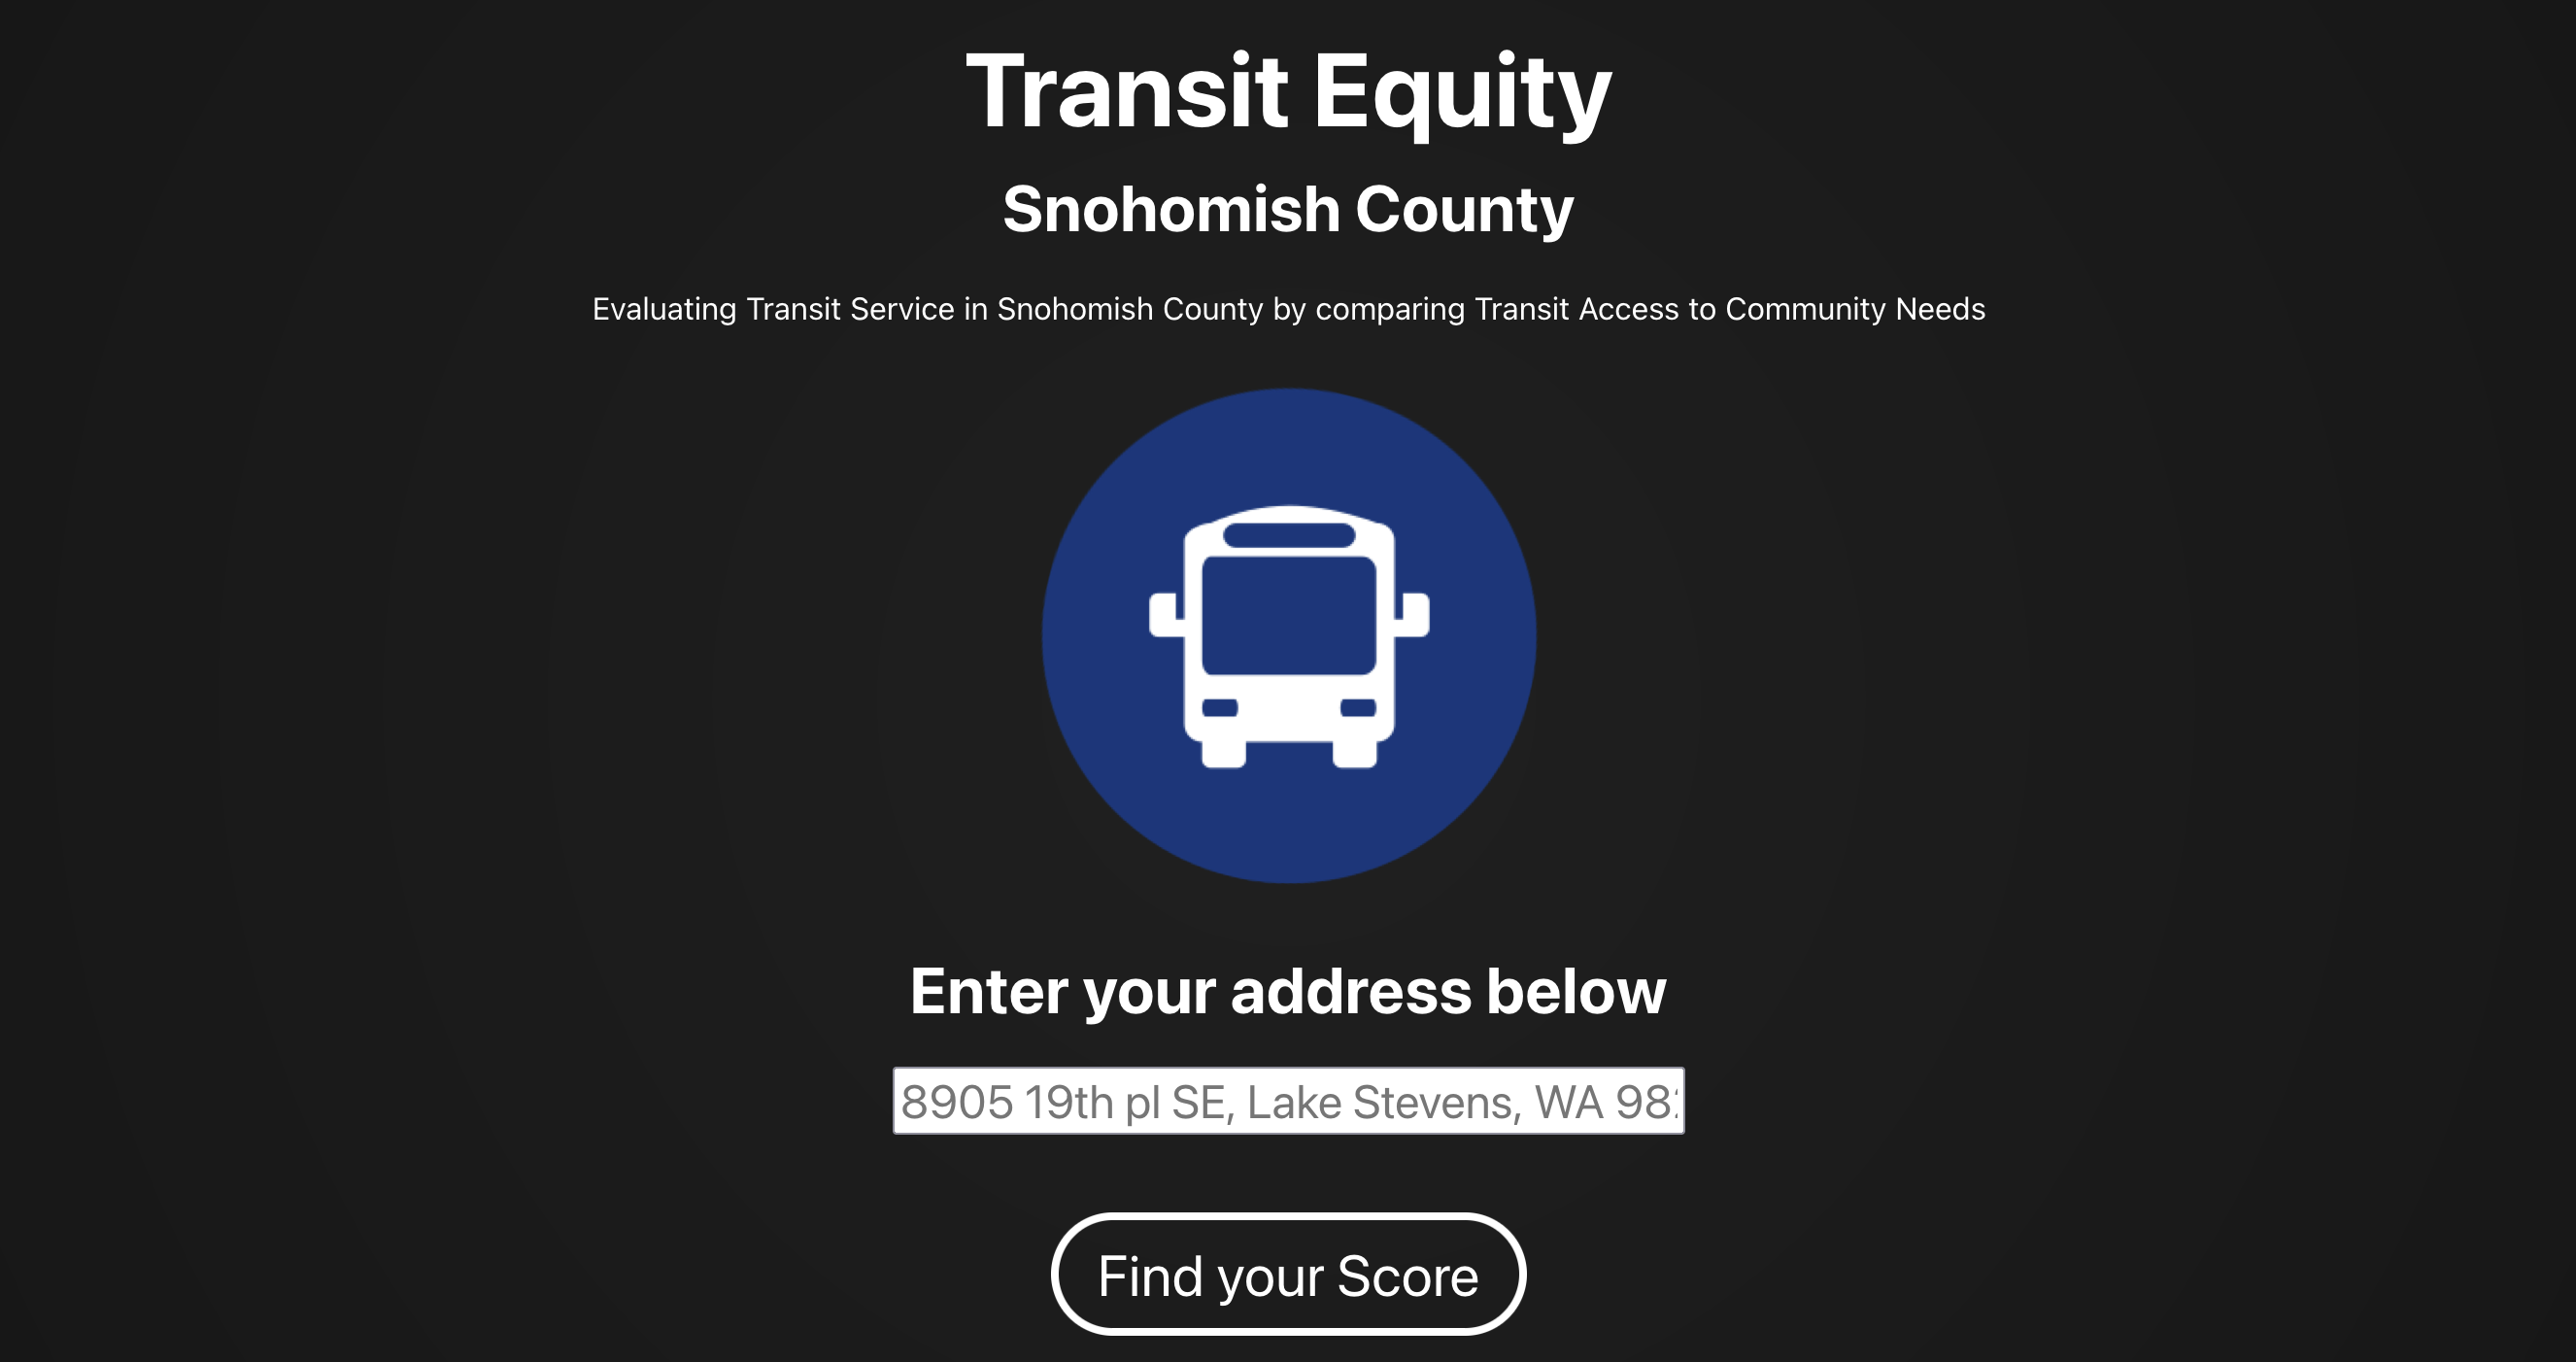 Transit Equity
Snohomish County
Evaluating Transit Service in Snohomish County by comparing Transit Access to Community Needs
Enter your address below
8905 19th pl SE, Lake Stevens, WA 98
Find your Score